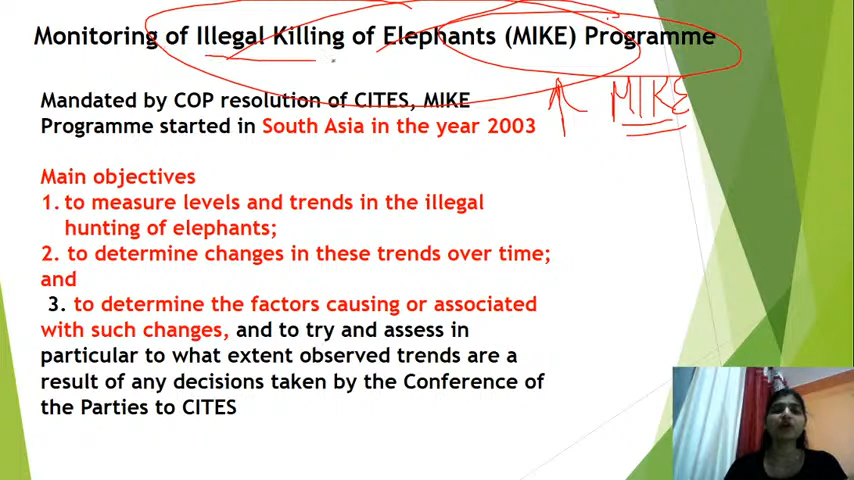 Monitoring of Illegal Killing of Elephants (MIKE) Programme
MIKE
Mandated by COP resolution of CITES, MIKE
Programme started in South Asia in the year 2003
Main objectives
1. to measure levels and trends in the illegal
hunting of elephants;
2. to determine changes in these trends over time;
and
3. to determine the factors causing or associated
with such changes, and to try and assess in
particular to what extent observed trends are a
result of any decisions taken by the Conference of
the Parties to CITES